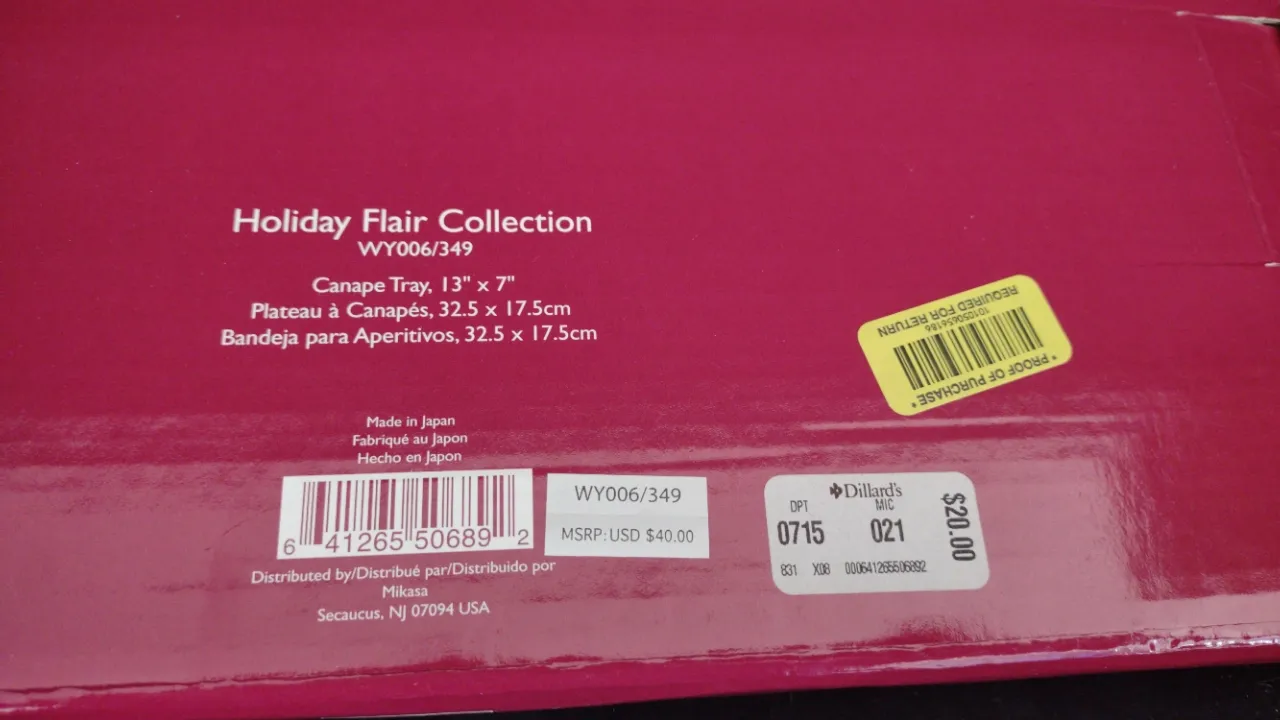 Holiday Flair Collection
WY006/349
Canape Tray, 13" x 7"
Plateau à Canapés, 32.5 x 17.5cm
Bandeja para Aperitivos, 32.5 x 17.5cm
Made in Japan
Fabriqué au Japon
Hecho en Japon
6 41265 50689 2
Distributed by/Distribué par/Distribuido por
Mikasa
Secaucus, NJ 07094 USA
WY006/349
MSRP: USD $40.00
Dillard's
DPT MIC
0715 021
831 X08 000641265506892
$20.00
*PROOF OF PURCHASE*
101050656186
REQUIRED FOR RETURN